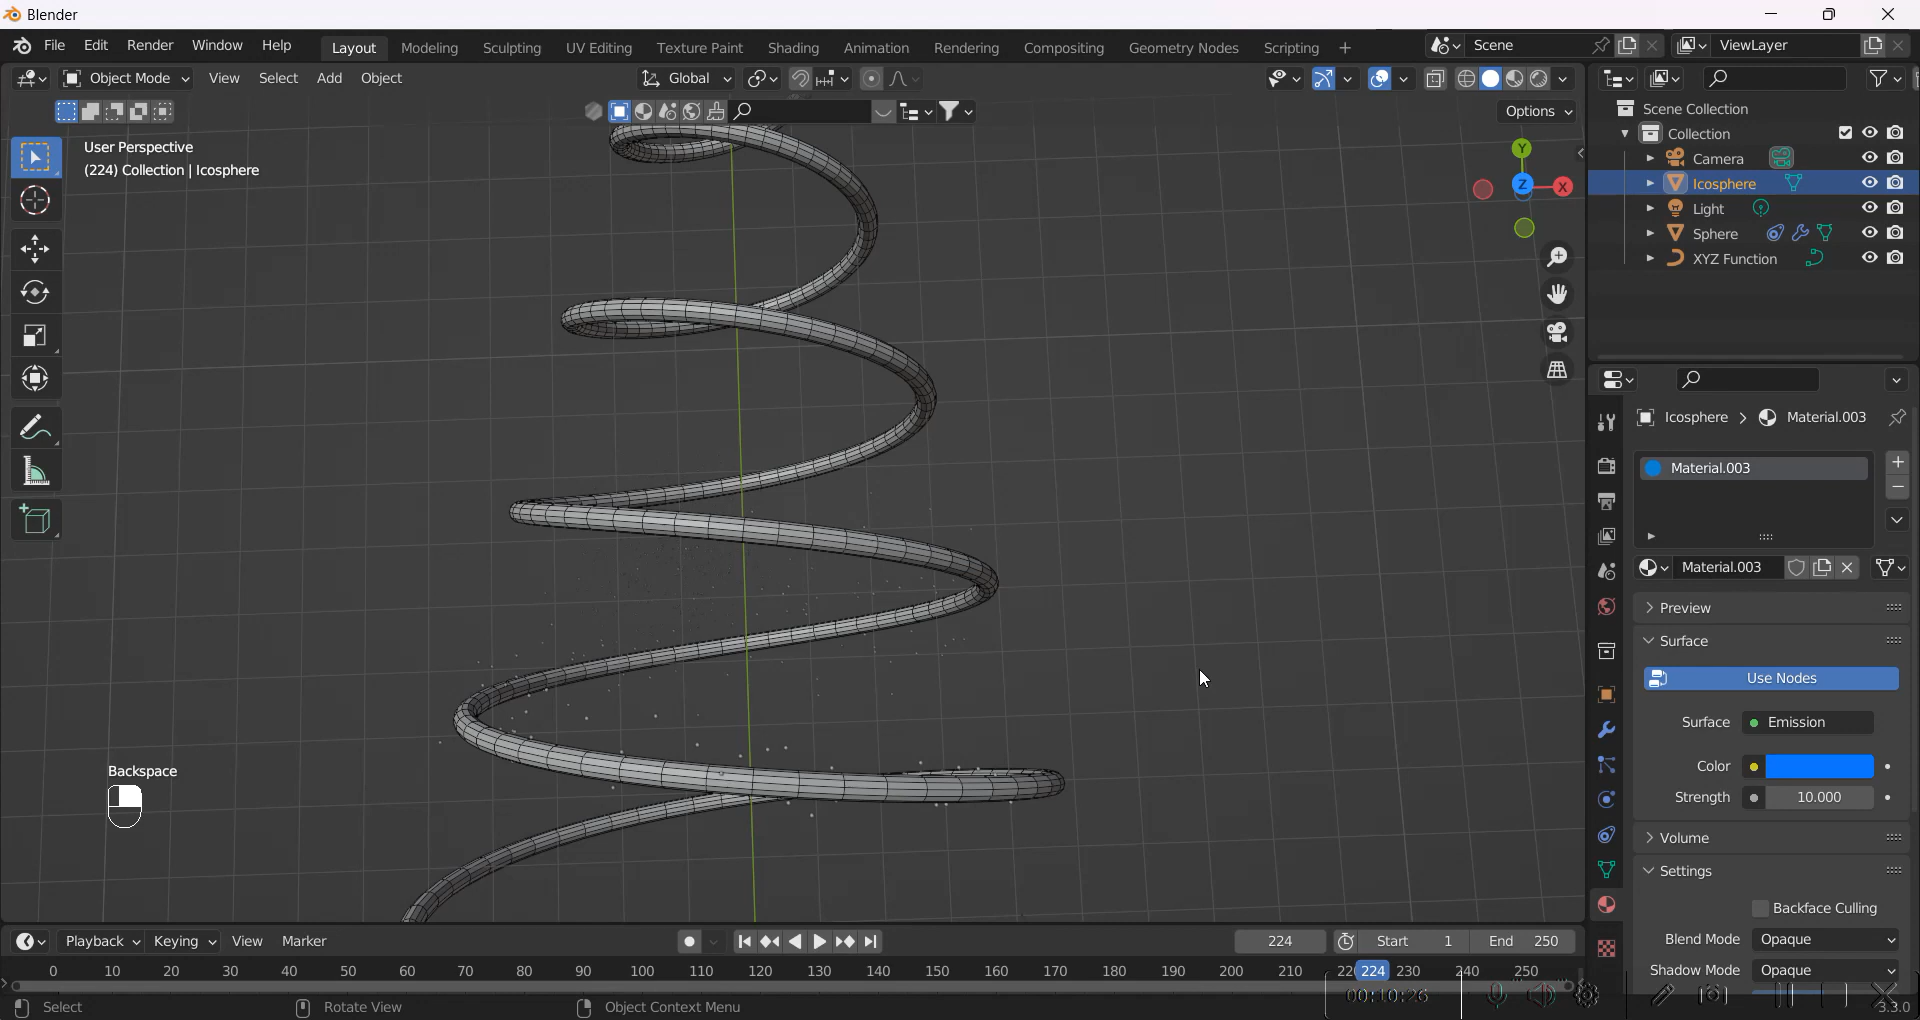 Blender
File Edit Render Window Help Layout Modeling Sculpting UV Editing Texture Paint Shading Animation Rendering Compositing Geometry Nodes Scripting + Scene ViewLayer
Object Mode View Select Add Object Global
Options
User Perspective
(224) Collection | Icosphere
Y
Z X
Scene Collection
Collection
Camera
Icosphere
Light
Sphere
XYZ Function
Icosphere > Material.003
Material.003
Material.003
Preview
Surface
Use Nodes
Surface Emission
Color
Strength 10.000
Volume
Settings
Backface Culling
Blend Mode Opaque
Shadow Mode Opaque
Backspace
Playback Keying View Marker 224 Start 1 End 250
0 10 20 30 40 50 60 70 80 90 100 110 120 130 140 150 160 170 180 190 200 210 224 230 240 250
Select Rotate View Object Context Menu 00:10:26 3.3.0